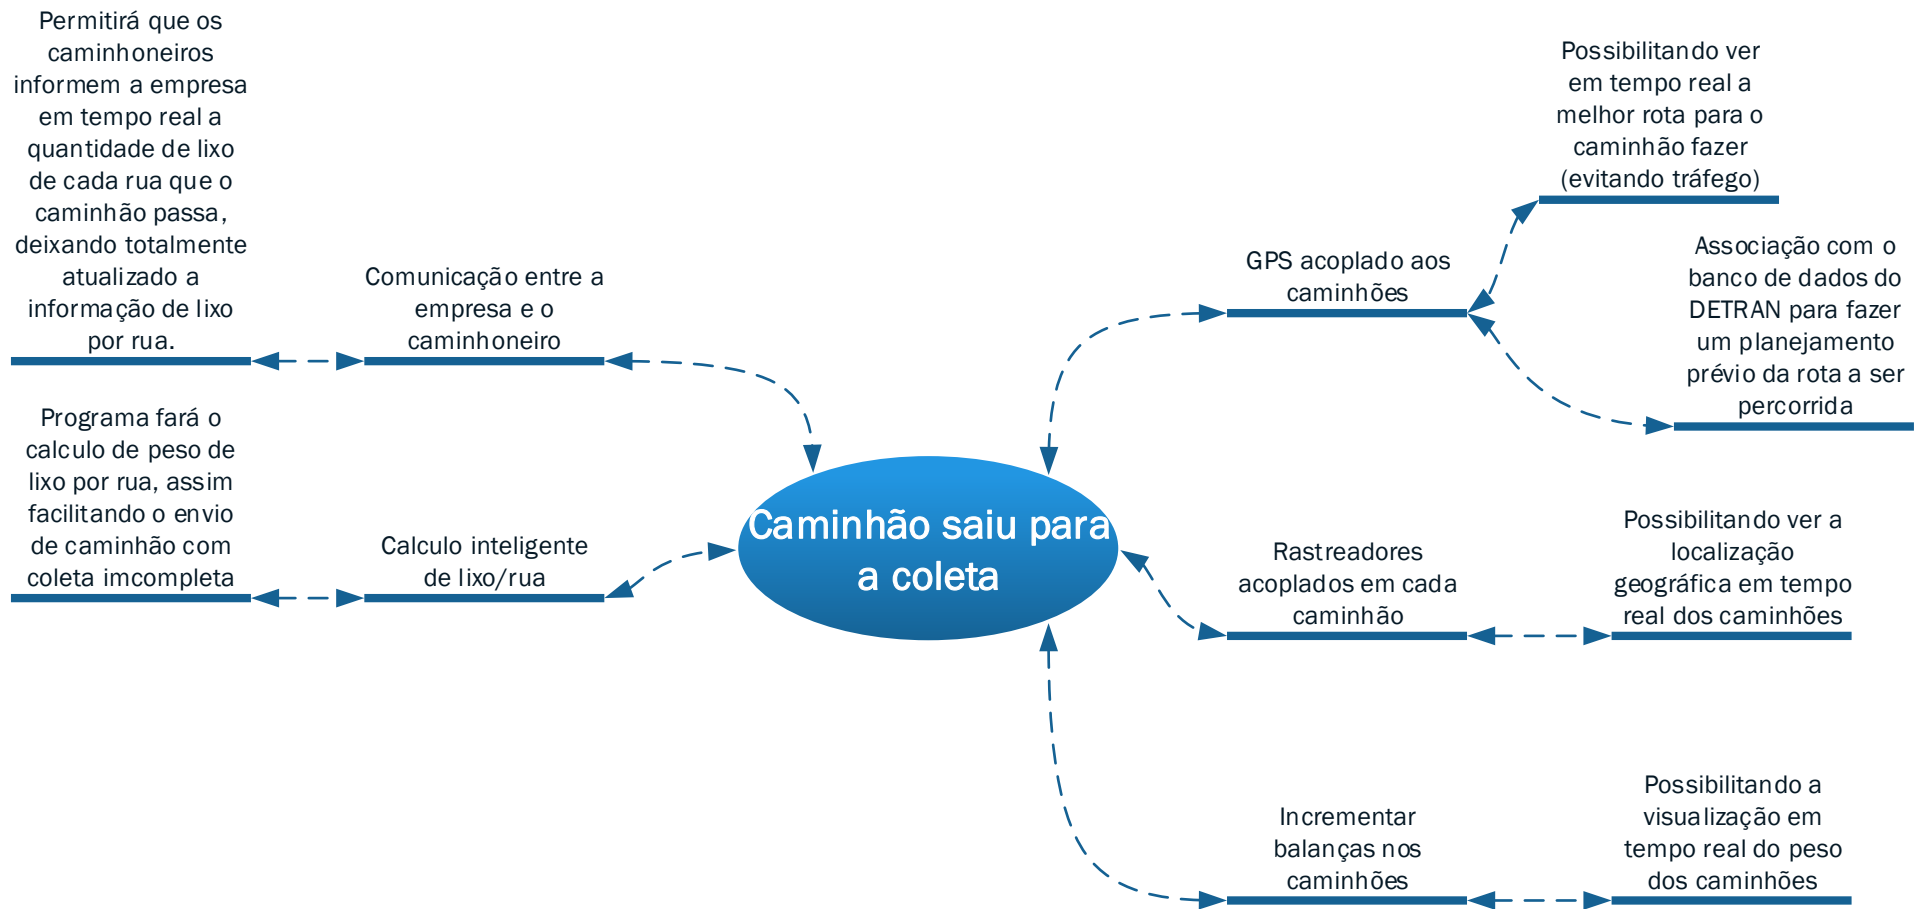 Permitirá que os
caminhoneiros
informem a empresa
em tempo real a
quantidade de lixo
de cada rua que o
caminhão passa,
deixando totalmente
atualizado a
informação de lixo
por rua.
Comunicação entre a
empresa e o
caminhoneiro
Programa fará o
calculo de peso de
lixo por rua, assim
facilitando o envio
de caminhão com
coleta imcompleta
Calculo inteligente
de lixo/rua
Caminhão saiu para
a coleta
GPS acoplado aos
caminhões
Possibilitando ver
em tempo real a
melhor rota para o
caminhão fazer
(evitando tráfego)
Associação com o
banco de dados do
DETRAN para fazer
um planejamento
prévio da rota a ser
percorrida
Rastreadores
acoplados em cada
caminhão
Possibilitando ver a
localização
geográfica em tempo
real dos caminhões
Incrementar
balanças nos
caminhões
Possibilitando a
visualização em
tempo real do peso
dos caminhões